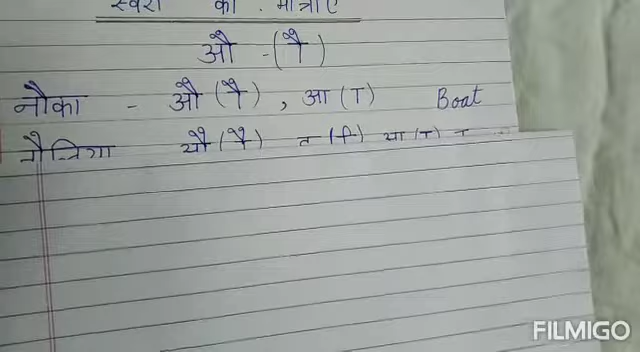 स्वरों की मात्राएँ
औ - (ौ)
नौका - औ (ौ) , आ (ा) Boat
FILMIGO